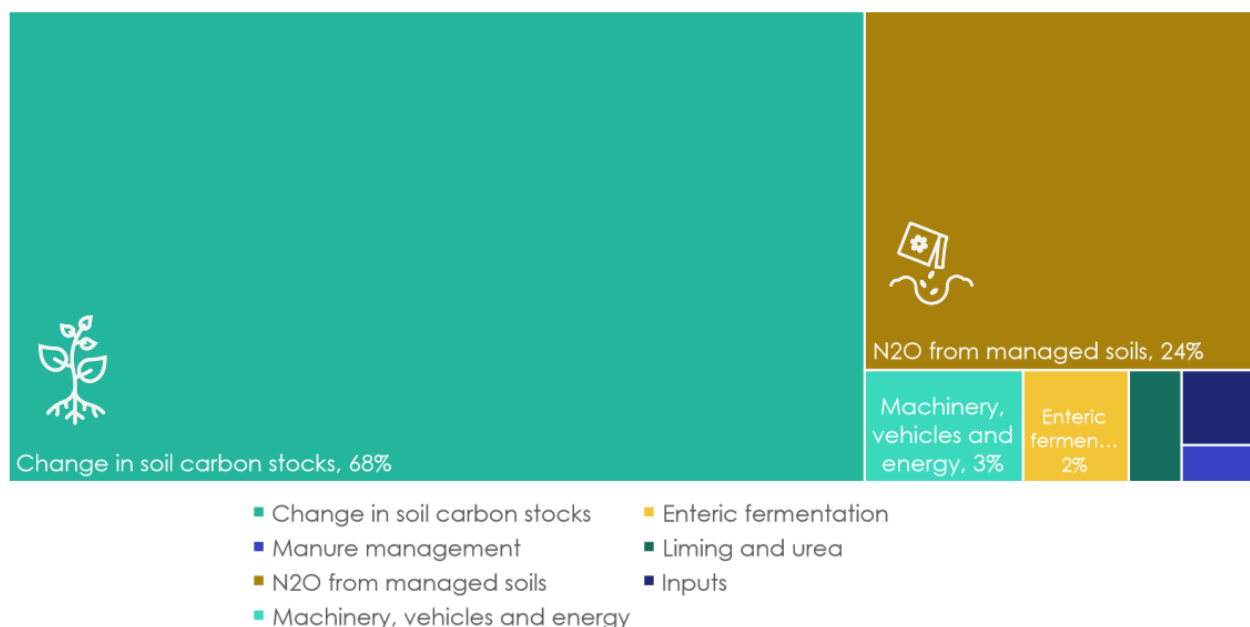 N2O from managed soils, 24%
Machinery,
vehicles and
energy, 3%
Enteric
fermen...
2%
Change in soil carbon stocks, 68%
Change in soil carbon stocks
Enteric fermentation
Manure management
Liming and urea
N2O from managed soils
Inputs
Machinery, vehicles and energy